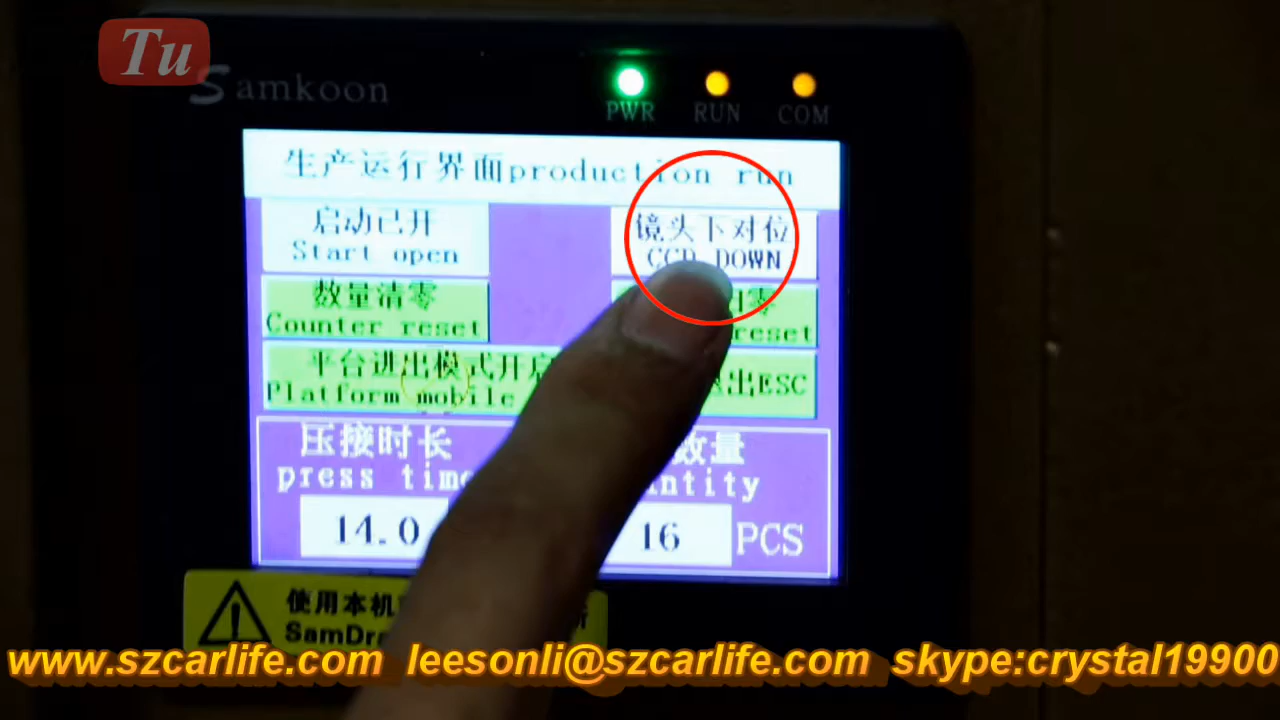 Tu
Samkoon
PWR RUN COM
生产运行界面production run
启动已开
Start open
镜头下对位
CCD DOWN
数量清零
Counter reset
零
reset
平台进出模式开启
Platform mobile
出ESC
压接时长
press time
数量
ntity
14.0
16
PCS
使用本机
SamDra
www.szcarlife.com leesonli@szcarlife.com skype:crystal19900